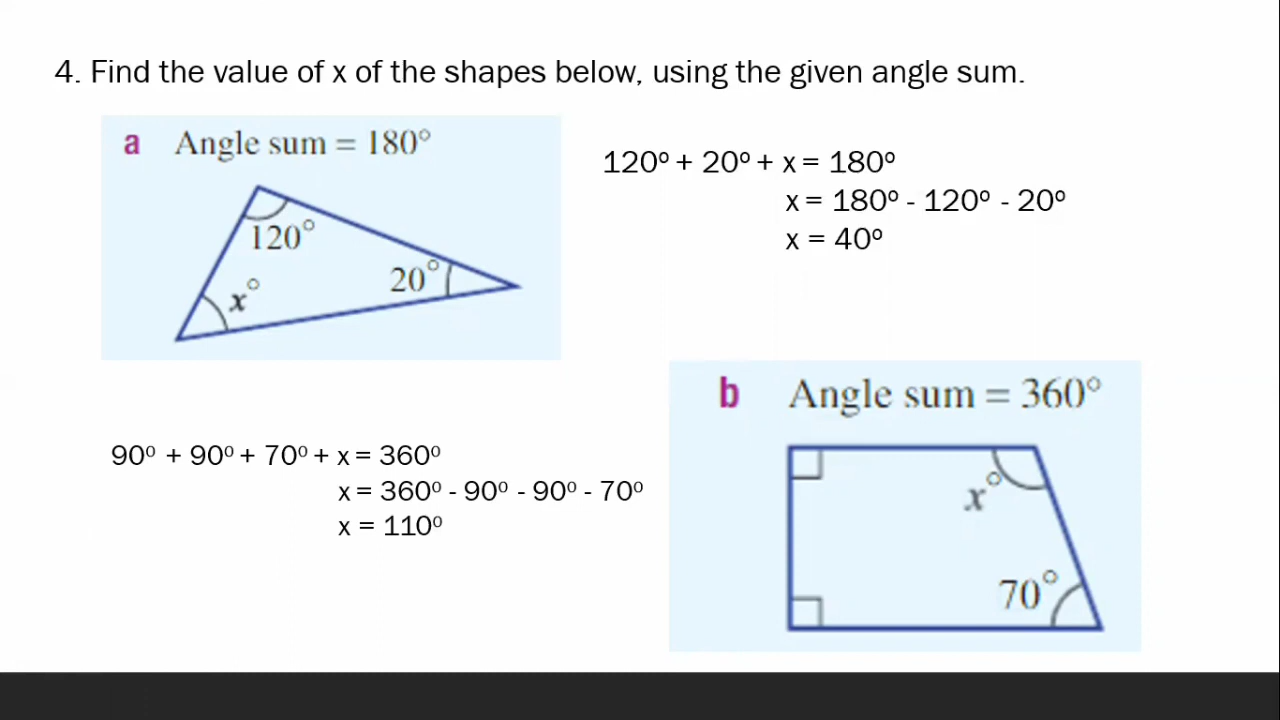 4. Find the value of x of the shapes below, using the given angle sum.
a Angle sum = 180°
120°
20°
x°
120º + 20º + x = 180º
x = 180º - 120º - 20º
x = 40º
90º + 90º + 70º + x = 360º
x = 360º - 90º - 90º - 70º
x = 110º
b Angle sum = 360°
x°
70°